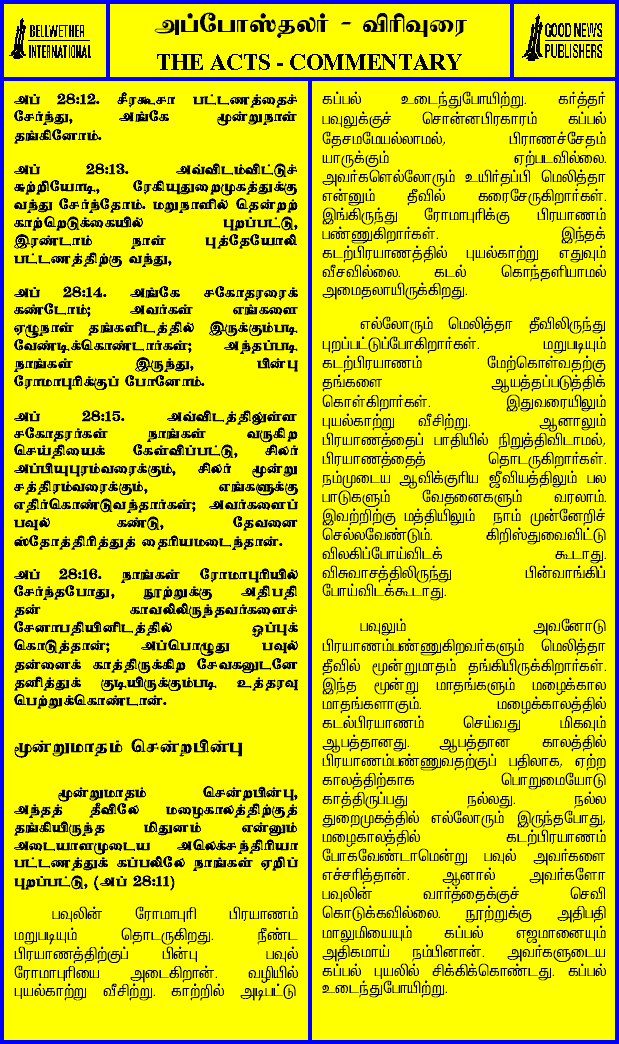 BELLWETHER
INTERNATIONAL
அப்போஸ்தலர் - விரிவுரை
THE ACTS - COMMENTARY
GOOD NEWS
PUBLISHERS
அப் 28:12. சீரகூசா பட்டணத்தைச்
சேர்ந்து, அங்கே மூன்றுநாள்
தங்கினோம்.
அப் 28:13. அவ்விடம்விட்டுச்
சுற்றியோடி, ரேகியுதுறைமுகத்துக்கு
வந்து சேர்ந்தோம். மறுநாளில் தென்றற்
காற்றெடுக்கையில் புறப்பட்டு,
இரண்டாம் நாள் புத்தேயோலி
பட்டணத்திற்கு வந்து,
அப் 28:14. அங்கே சகோதரரைக்
கண்டோம்; அவர்கள் எங்களை
ஏழுநாள் தங்களிடத்தில் இருக்கும்படி
வேண்டிக்கொண்டார்கள்; அந்தப்படி
நாங்கள் இருந்து, பின்பு
ரோமாபுரிக்குப் போனோம்.
அப் 28:15. அவ்விடத்திலுள்ள
சகோதரர்கள் நாங்கள் வருகிற
செய்தியைக் கேள்விப்பட்டு, சிலர்
அப்பியுபுரம்வரைக்கும், சிலர் மூன்று
சத்திரம்வரைக்கும், எங்களுக்கு
எதிர்கொண்டுவந்தார்கள்; அவர்களைப்
பவுல் கண்டு, தேவனை
ஸ்தோத்திரித்துத் தைரியமடைந்தான்.
அப் 28:16. நாங்கள் ரோமாபுரியில்
சேர்ந்தபோது, நூற்றுக்கு அதிபதி
தன் காவலிலிருந்தவர்களைச்
சேனாபதியினிடத்தில் ஒப்புக்
கொடுத்தான்; அப்பொழுது பவுல்
தன்னைக் காத்திருக்கிற சேவகனுடனே
தனித்துக் குடியிருக்கும்படி உத்தரவு
பெற்றுக்கொண்டான்.
மூன்றுமாதம் சென்றபின்பு
மூன்றுமாதம் சென்றபின்பு,
அந்தத் தீவிலே மழைகாலத்திற்குத்
தங்கியிருந்த மிதுனம் என்னும்
அடையாளமுடைய அலெக்சந்திரியா
பட்டணத்துக் கப்பலிலே நாங்கள் ஏறிப்
புறப்பட்டு, (அப் 28:11)
பவுலின் ரோமாபுரி பிரயாணம்
மறுபடியும் தொடருகிறது. நீண்ட
பிரயாணத்திற்குப் பின்பு பவுல்
ரோமாபுரியை அடைகிறான். வழியில்
புயல்காற்று வீசிற்று. காற்றில் அடிபட்டு
கப்பல் உடைந்துபோயிற்று. கர்த்தர்
பவுலுக்குச் சொன்னபிரகாரம் கப்பல்
தேசமமேயல்லாமல், பிராணச்சேதம்
யாருக்கும் ஏற்படவில்லை.
அவர்களெல்லோரும் உயிர்தப்பி மெலித்தா
என்னும் தீவில் கரைசேருகிறார்கள்.
இங்கிருந்து ரோமாபுரிக்கு பிரயாணம்
பண்ணுகிறார்கள். இந்தக்
கடற்பிரயாணத்தில் புயல்காற்று எதுவும்
வீசவில்லை. கடல் கொந்தளியாமல்
அமைதலாயிருக்கிறது.
எல்லோரும் மெலித்தா தீவிலிருந்து
புறப்பட்டுப்போகிறார்கள். மறுபடியும்
கடற்பிரயாணம் மேற்கொள்வதற்கு
தங்களை ஆயத்தப்படுத்திக்
கொள்கிறார்கள். இதுவரையிலும்
புயல்காற்று வீசிற்று. ஆனாலும்
பிரயாணத்தைப் பாதியில் நிறுத்திவிடாமல்,
பிரயாணத்தைத் தொடருகிறார்கள்.
நம்முடைய ஆவிக்குரிய ஜீவியத்திலும் பல
பாடுகளும் வேதனைகளும் வரலாம்.
இவற்றிற்கு மத்தியிலும் நாம் முன்னேறிச்
செல்லவேண்டும். கிறிஸ்துவைவிட்டு
விலகிப்போய்விடக் கூடாது.
விசுவாசத்திலிருந்து பின்வாங்கிப்
போய்விடக்கூடாது.
பவுலும் அவனோடு
பிரயாணம்பண்ணுகிறவர்களும் மெலித்தா
தீவில் மூன்றுமாதம் தங்கியிருக்கிறார்கள்.
இந்த மூன்று மாதங்களும் மழைக்கால
மாதங்களாகும். மழைக்காலத்தில்
கடல்பிரயாணம் செய்வது மிகவும்
ஆபத்தானது. ஆபத்தான காலத்தில்
பிரயாணம்பண்ணுவதற்குப் பதிலாக, ஏற்ற
காலத்திற்காக பொறுமையோடு
காத்திருப்பது நல்லது. நல்ல
துறைமுகத்தில் எல்லோரும் இருந்தபோது,
மழைகாலத்தில் கடற்பிரயாணம்
போகவேண்டாமென்று பவுல் அவர்களை
எச்சரித்தான். ஆனால் அவர்களோ
பவுலின் வார்த்தைக்குச் செவி
கொடுக்கவில்லை. நூற்றுக்கு அதிபதி
மாலுமியையும் கப்பல் எஜமானையும்
அதிகமாய் நம்பினான். அவர்களுடைய
கப்பல் புயலில் சிக்கிக்கொண்டது. கப்பல்
உடைந்துபோயிற்று.